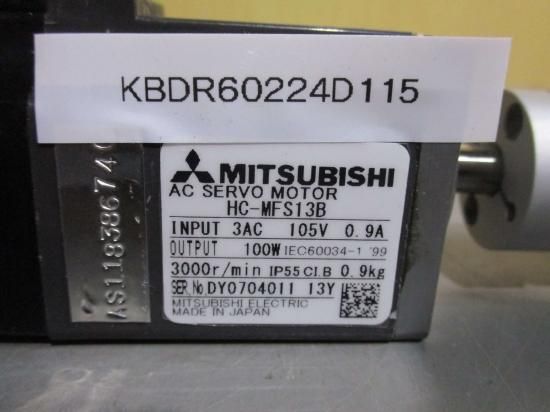 KBDR60224D115
MITSUBISHI
AC SERVO MOTOR
HC-MFS13B
INPUT 3AC 105V 0.9A
OUTPUT 100W IEC60034-1 '99
3000r/min IP55 CI.B 0.9kg
SER.No DY0704011 13Y
MITSUBISHI ELECTRIC
MADE IN JAPAN